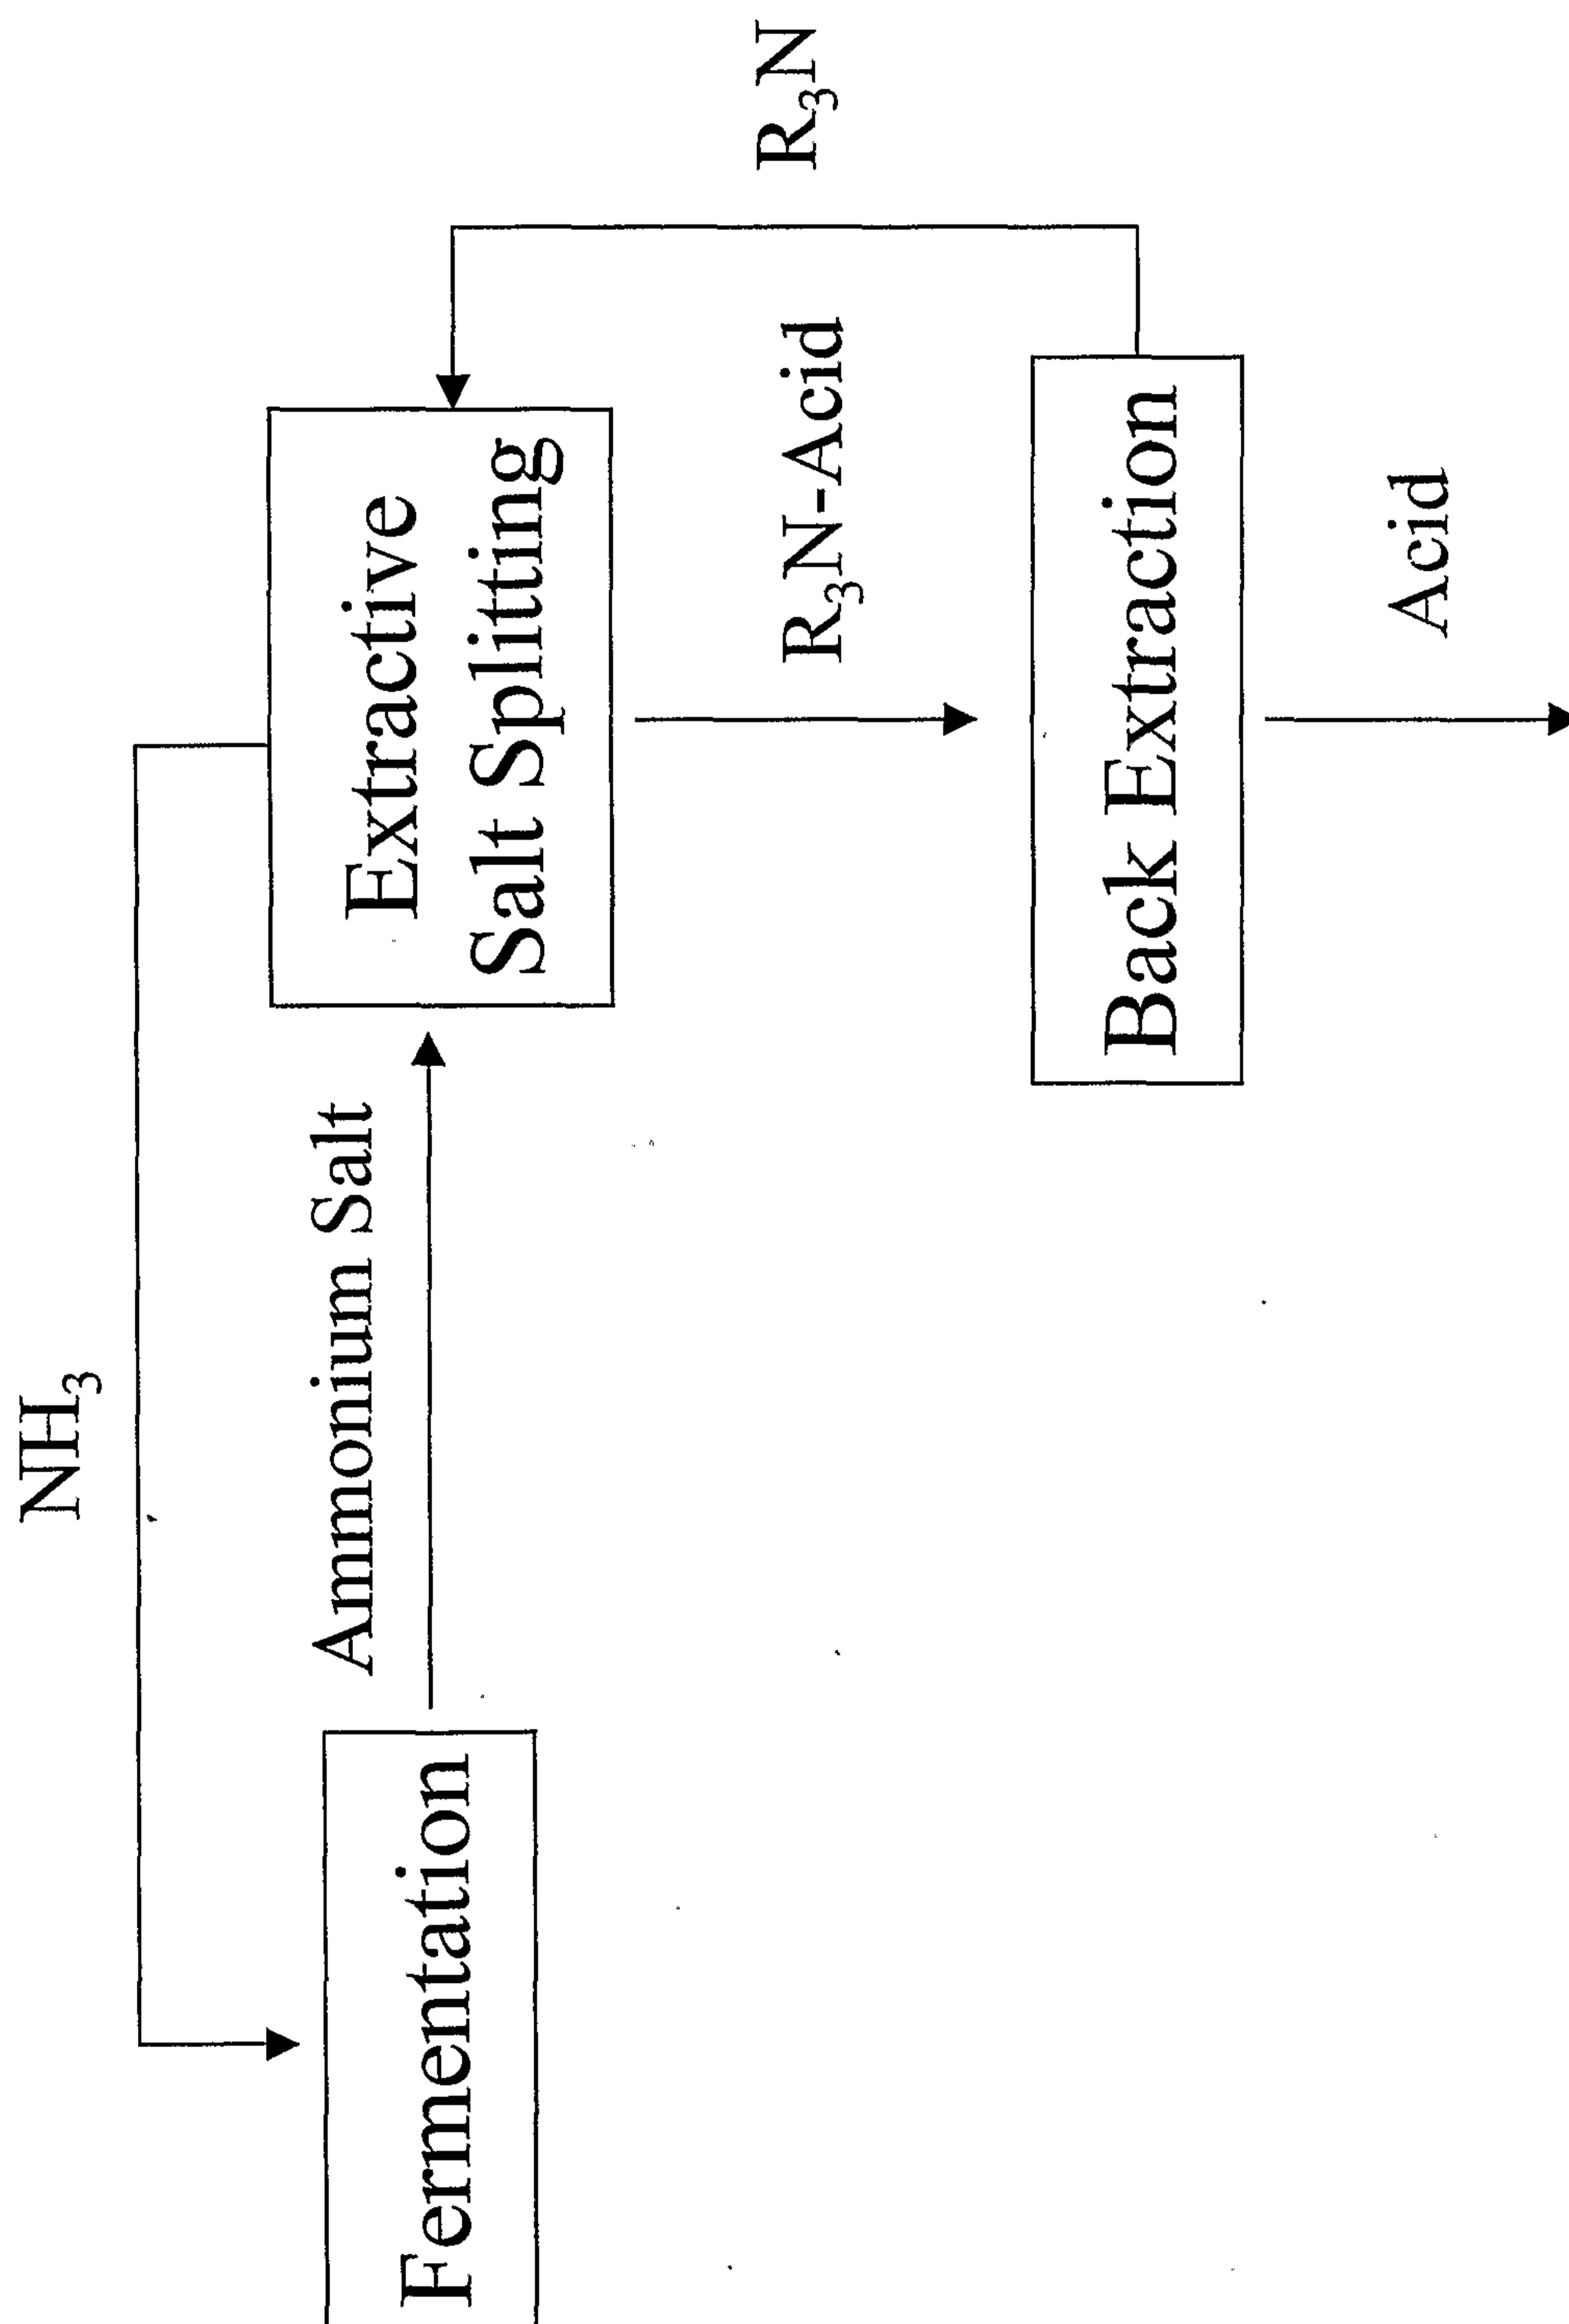 NH3
Ammonium Salt
Fermentation
Extractive
Salt Splitting
R3N
R3N-Acid
Back Extraction
Acid